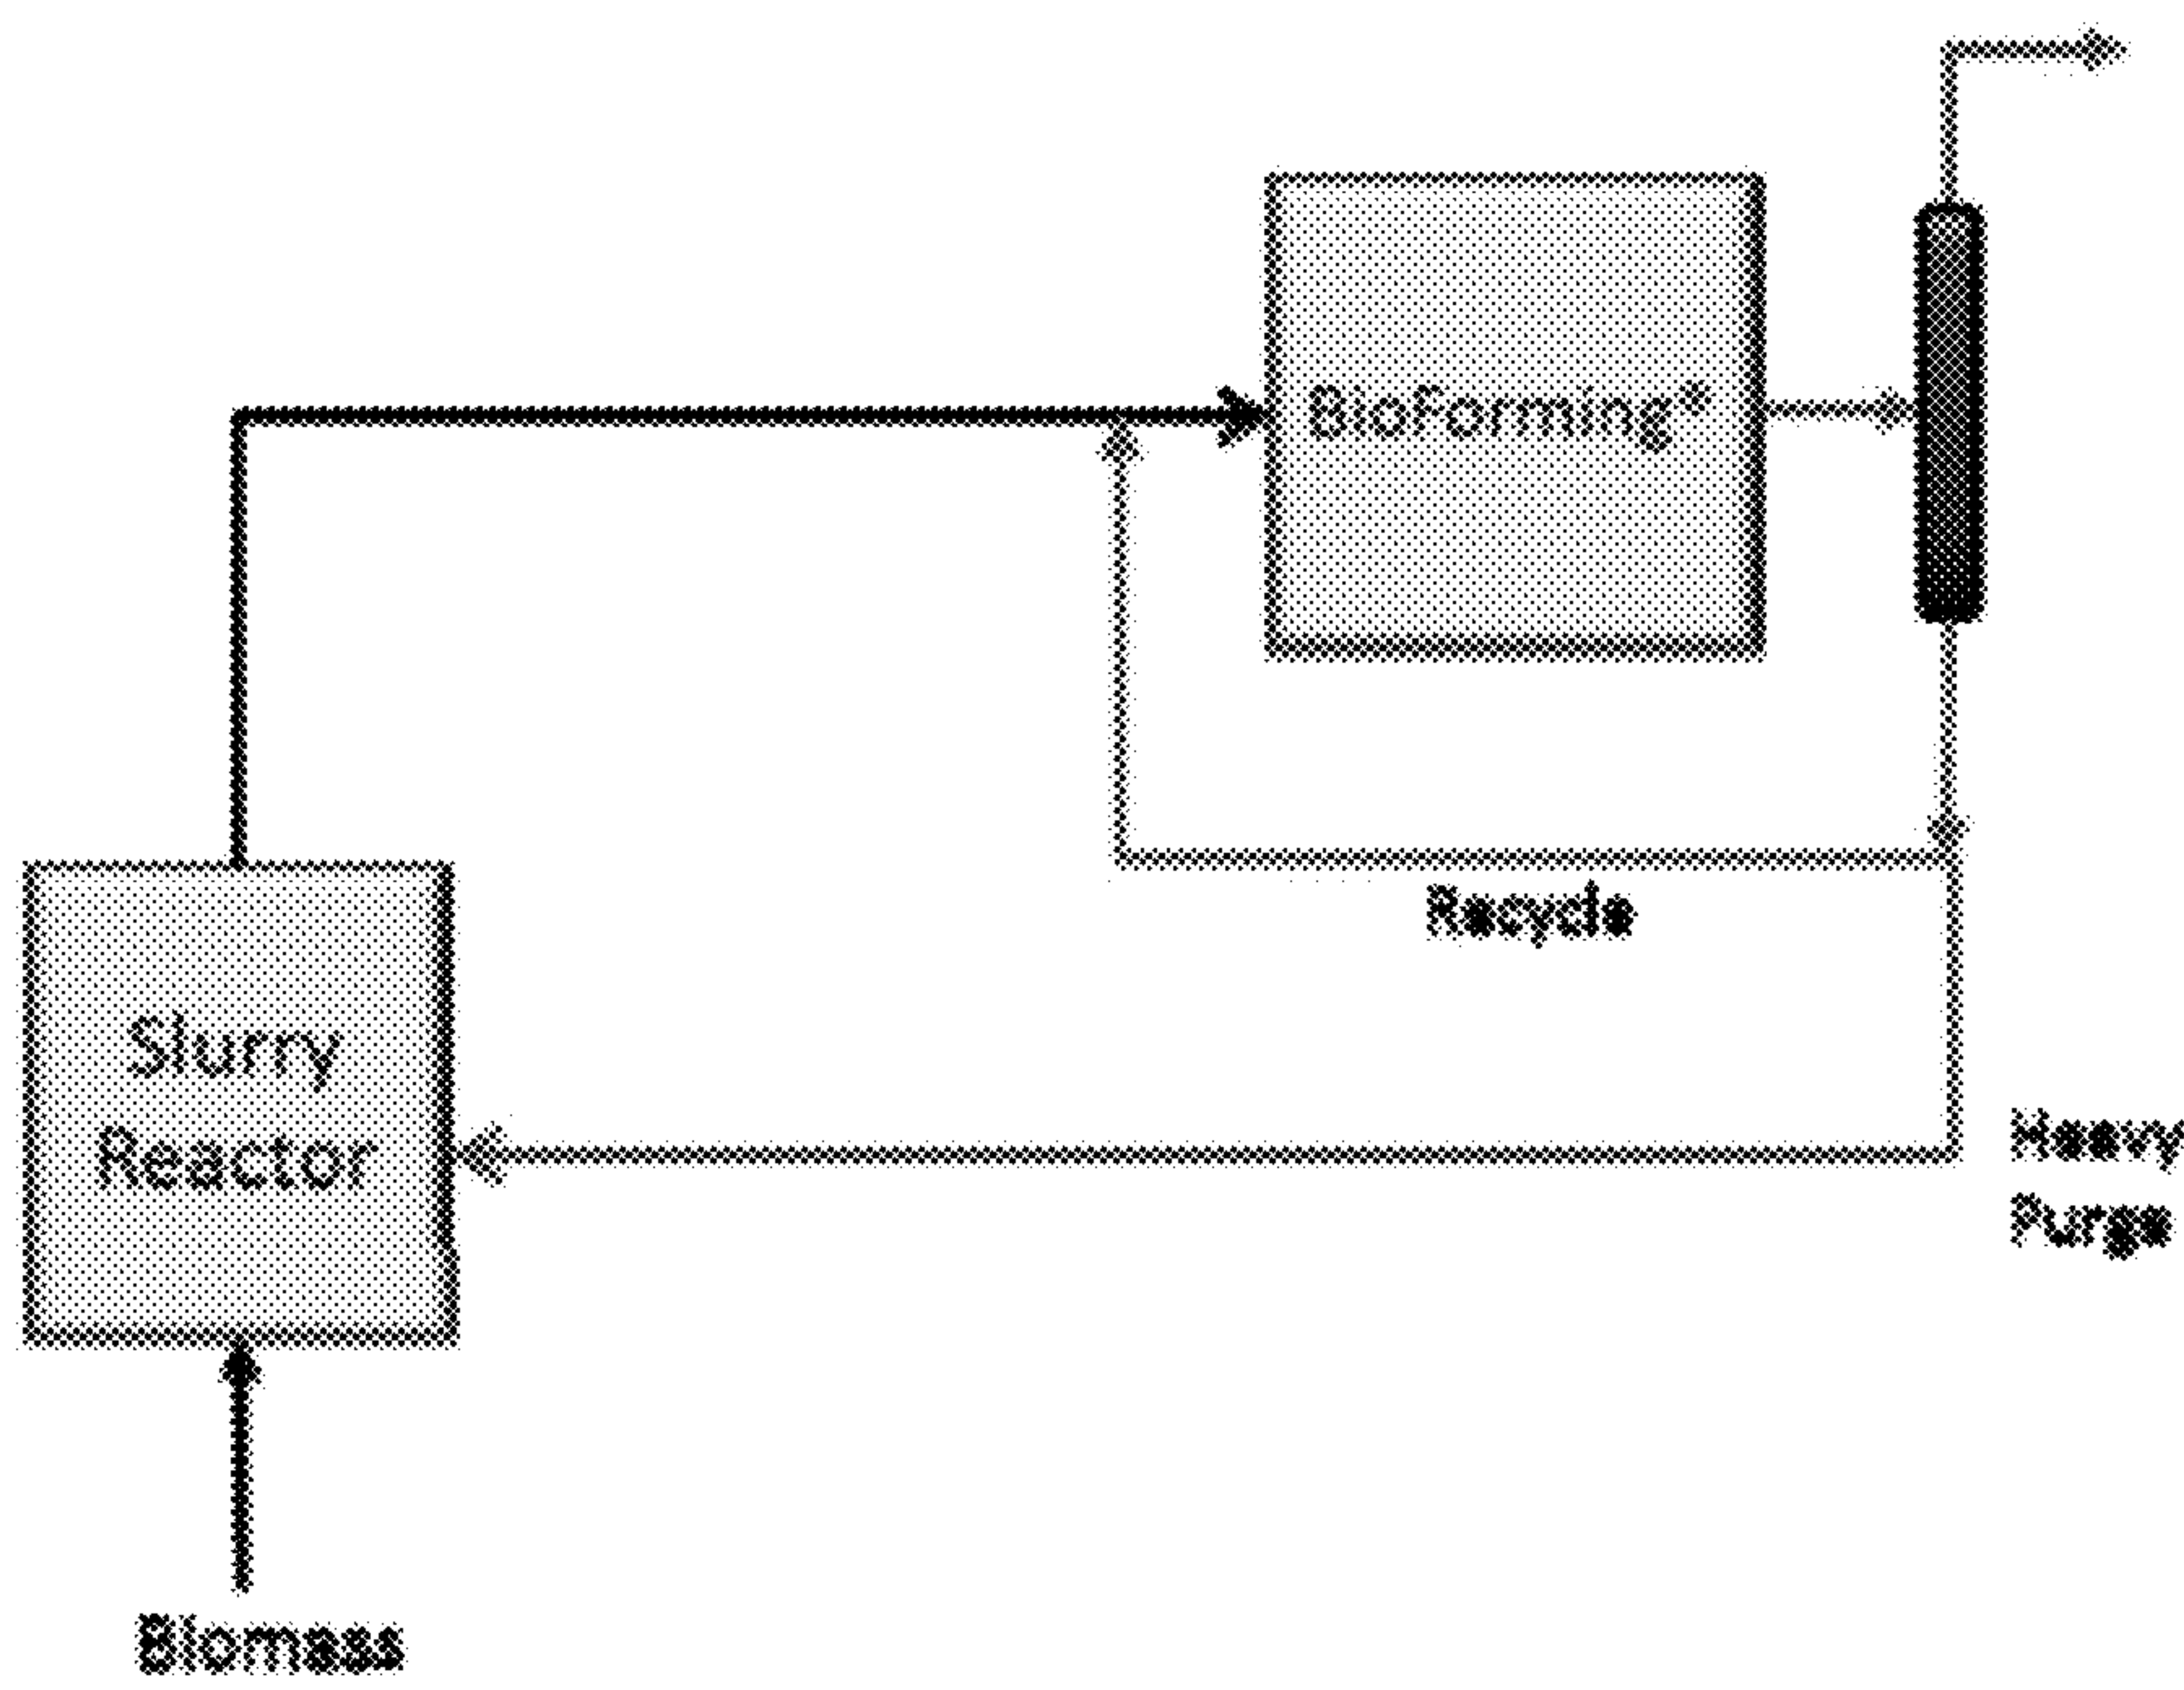 BioForming®
Recycle
Slurry
Reactor
Heavy
Purge
Biomass